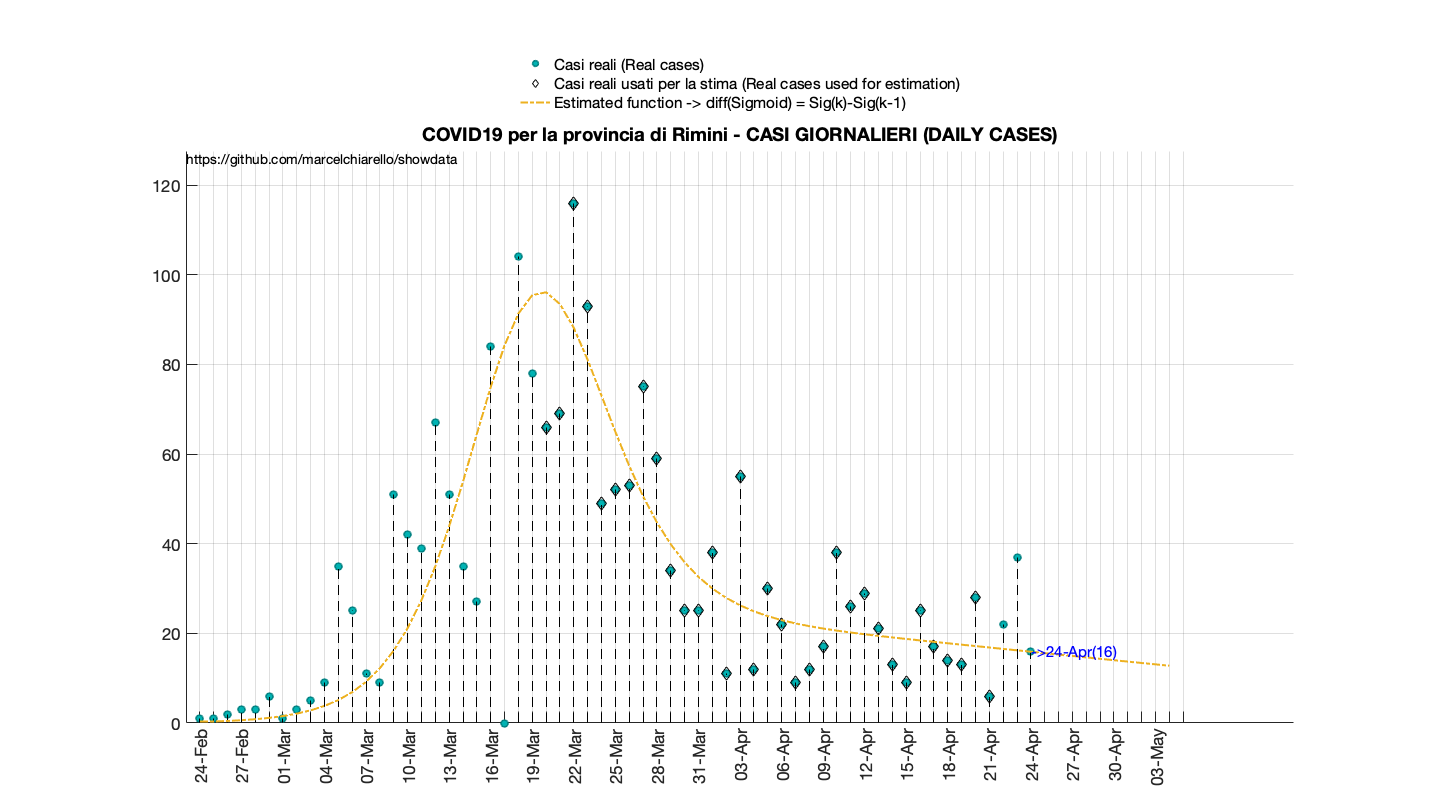 Casi reali (Real cases)
Casi reali usati per la stima (Real cases used for estimation)
Estimated function -> diff(Sigmoid) = Sig(k)-Sig(k-1)
COVID19 per la provincia di Rimini - CASI GIORNALIERI (DAILY CASES)
https://github.com/marcelchiarello/showdata
120
100
80
60
40
20
0
->24-Apr(16)
24-Feb
27-Feb
01-Mar
04-Mar
07-Mar
10-Mar
13-Mar
16-Mar
19-Mar
22-Mar
25-Mar
28-Mar
31-Mar
03-Apr
06-Apr
09-Apr
12-Apr
15-Apr
18-Apr
21-Apr
24-Apr
27-Apr
30-Apr
03-May